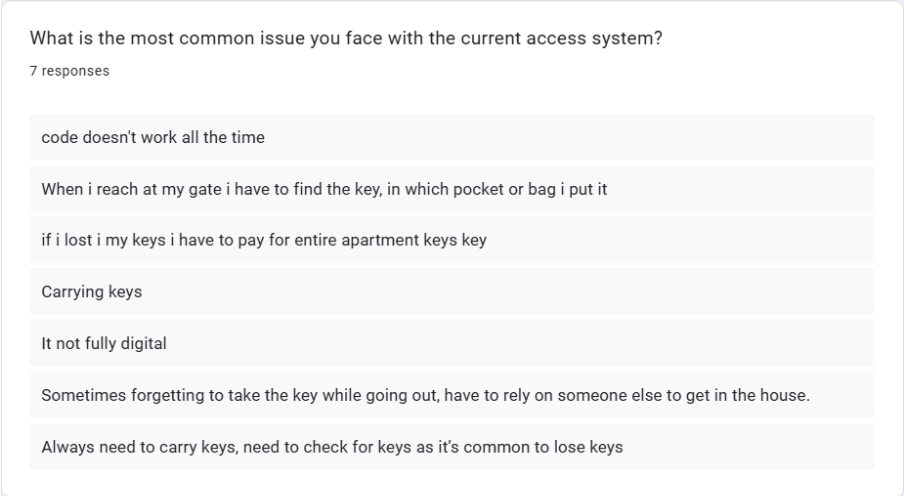 What is the most common issue you face with the current access system?
7 responses
code doesn't work all the time
When i reach at my gate i have to find the key, in which pocket or bag i put it
if i lost i my keys i have to pay for entire apartment keys key
Carrying keys
It not fully digital
Sometimes forgetting to take the key while going out, have to rely on someone else to get in the house.
Always need to carry keys, need to check for keys as it's common to lose keys